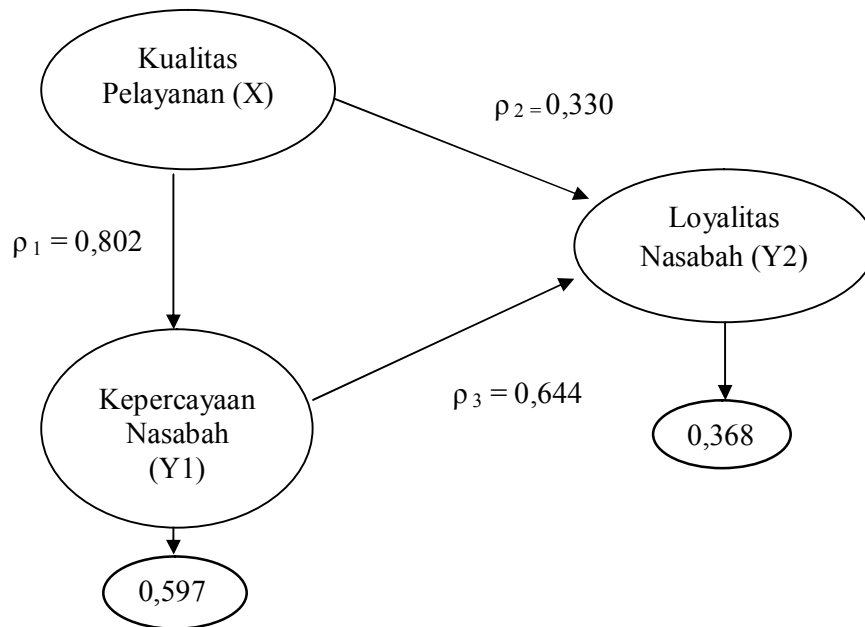 Kualitas
Pelayanan (X)
ρ 2 = 0,330
Loyalitas
Nasabah (Y2)
ρ 1 = 0,802
Kepercayaan
Nasabah
(Y1)
ρ 3 = 0,644
0,368
0,597